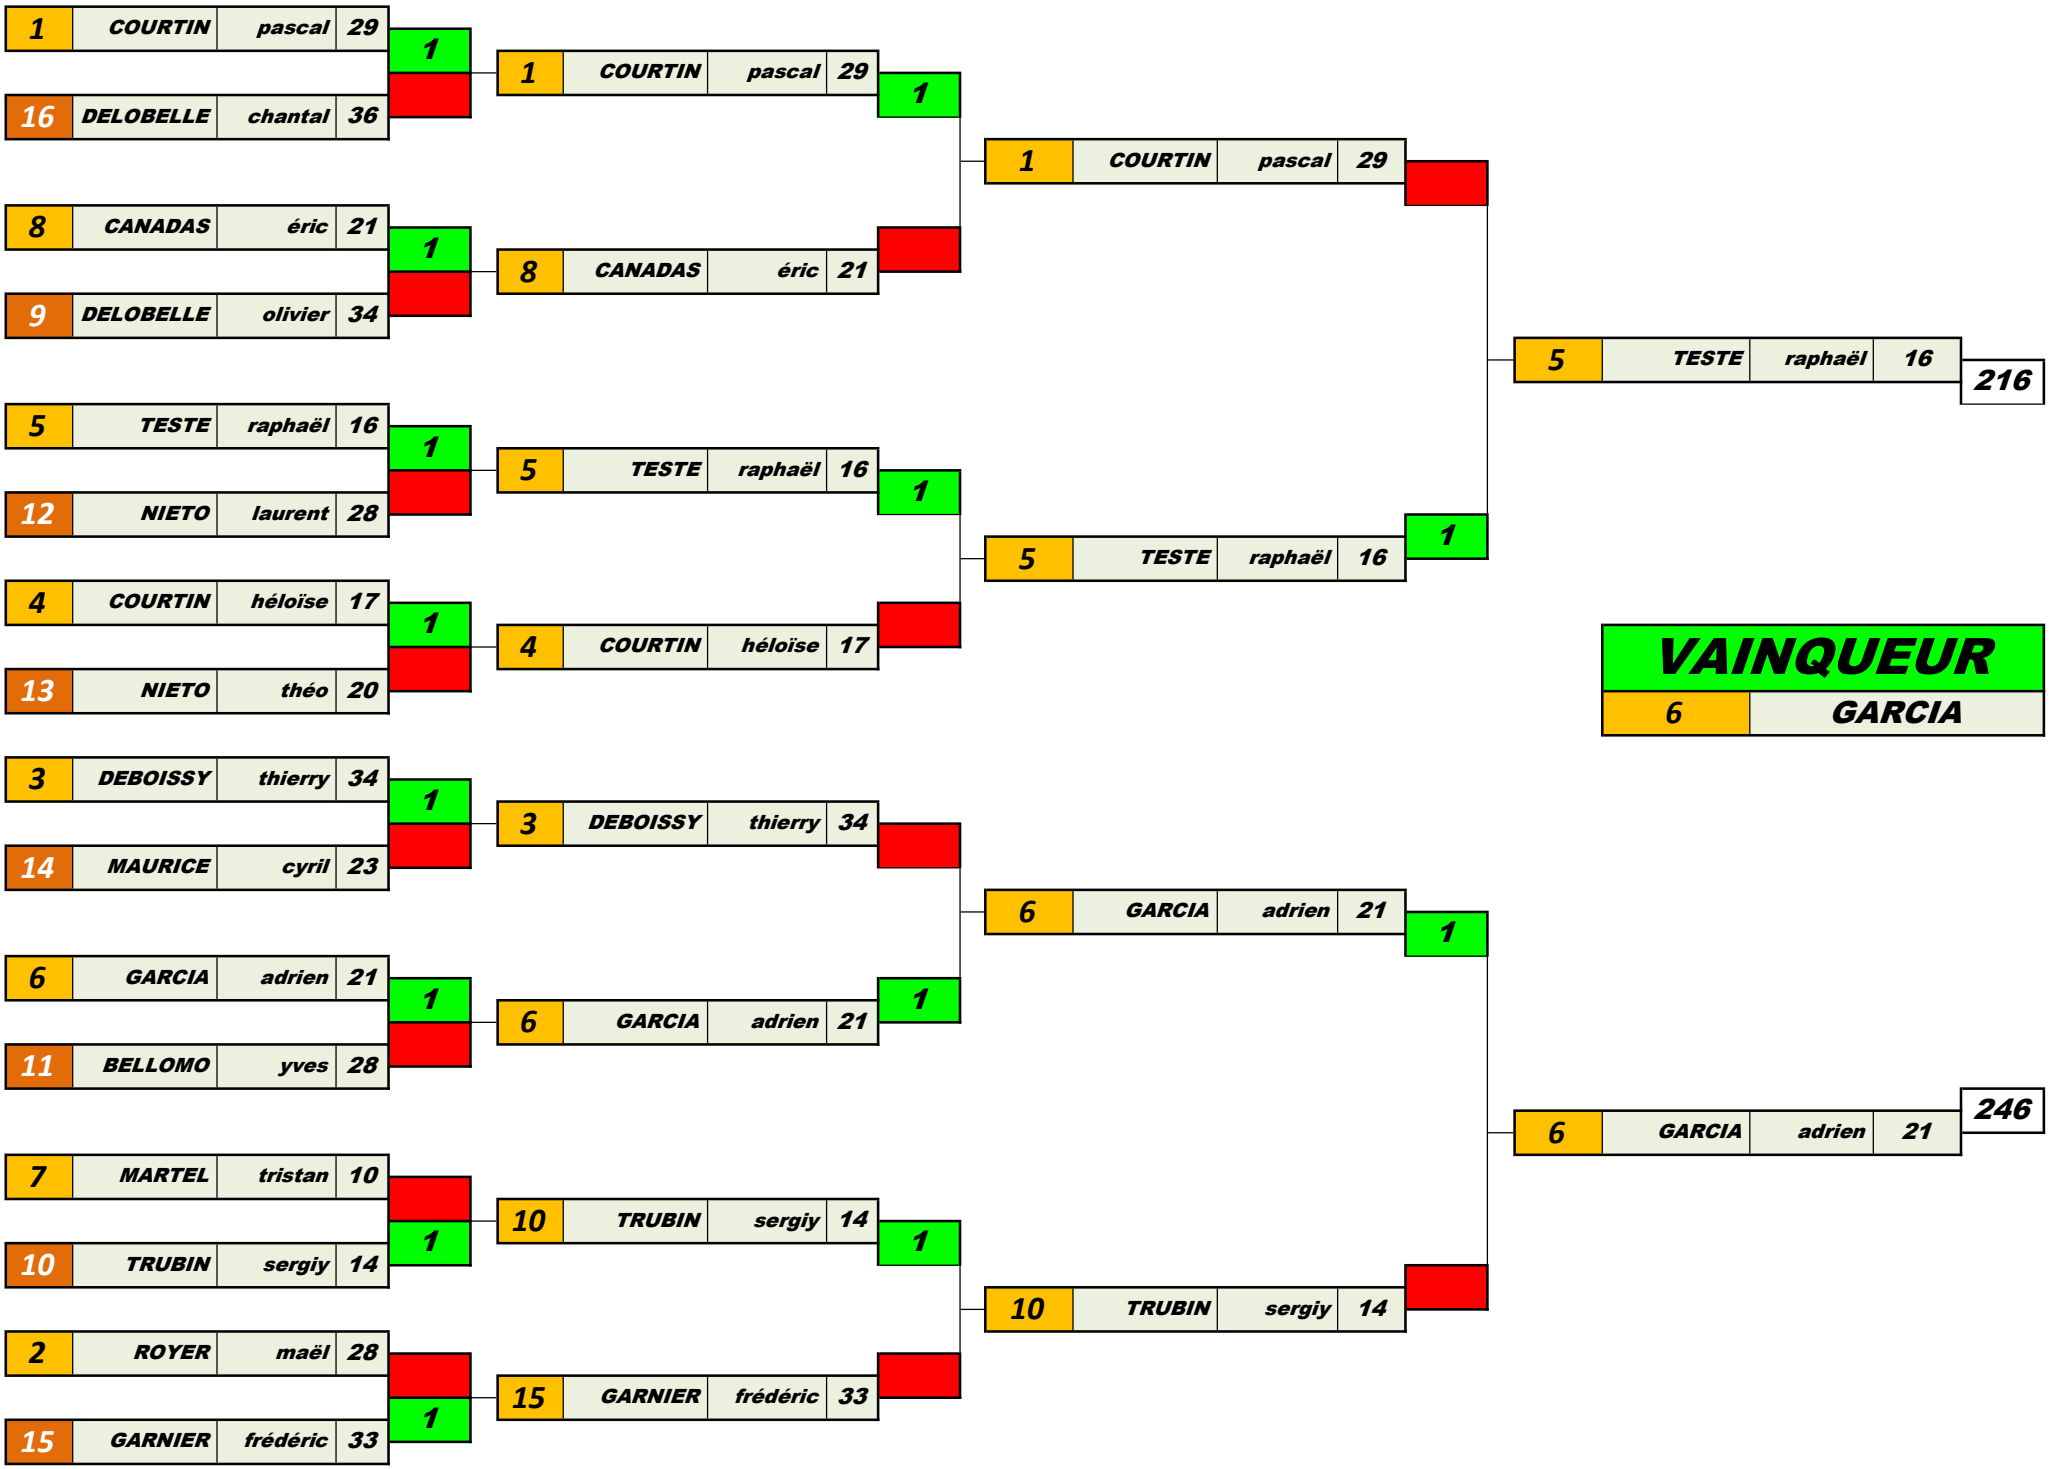 1 COURTIN pascal 29
1
16 DELOBELLE chantal 36
8 CANADAS éric 21
1
9 DELOBELLE olivier 34
5 TESTE raphaël 16
1
12 NIETO laurent 28
4 COURTIN héloïse 17
1
13 NIETO théo 20
3 DEBOISSY thierry 34
1
14 MAURICE cyril 23
6 GARCIA adrien 21
1
11 BELLOMO yves 28
7 MARTEL tristan 10
10 TRUBIN sergiy 14
1
2 ROYER maël 28
15 GARNIER frédéric 33
1
1 COURTIN pascal 29
1
8 CANADAS éric 21
5 TESTE raphaël 16
1
4 COURTIN héloïse 17
3 DEBOISSY thierry 34
6 GARCIA adrien 21
1
10 TRUBIN sergiy 14
1
15 GARNIER frédéric 33
1 COURTIN pascal 29
5 TESTE raphaël 16
1
6 GARCIA adrien 21
1
10 TRUBIN sergiy 14
5 TESTE raphaël 16
216
VAINQUEUR
6 GARCIA
246
6 GARCIA adrien 21